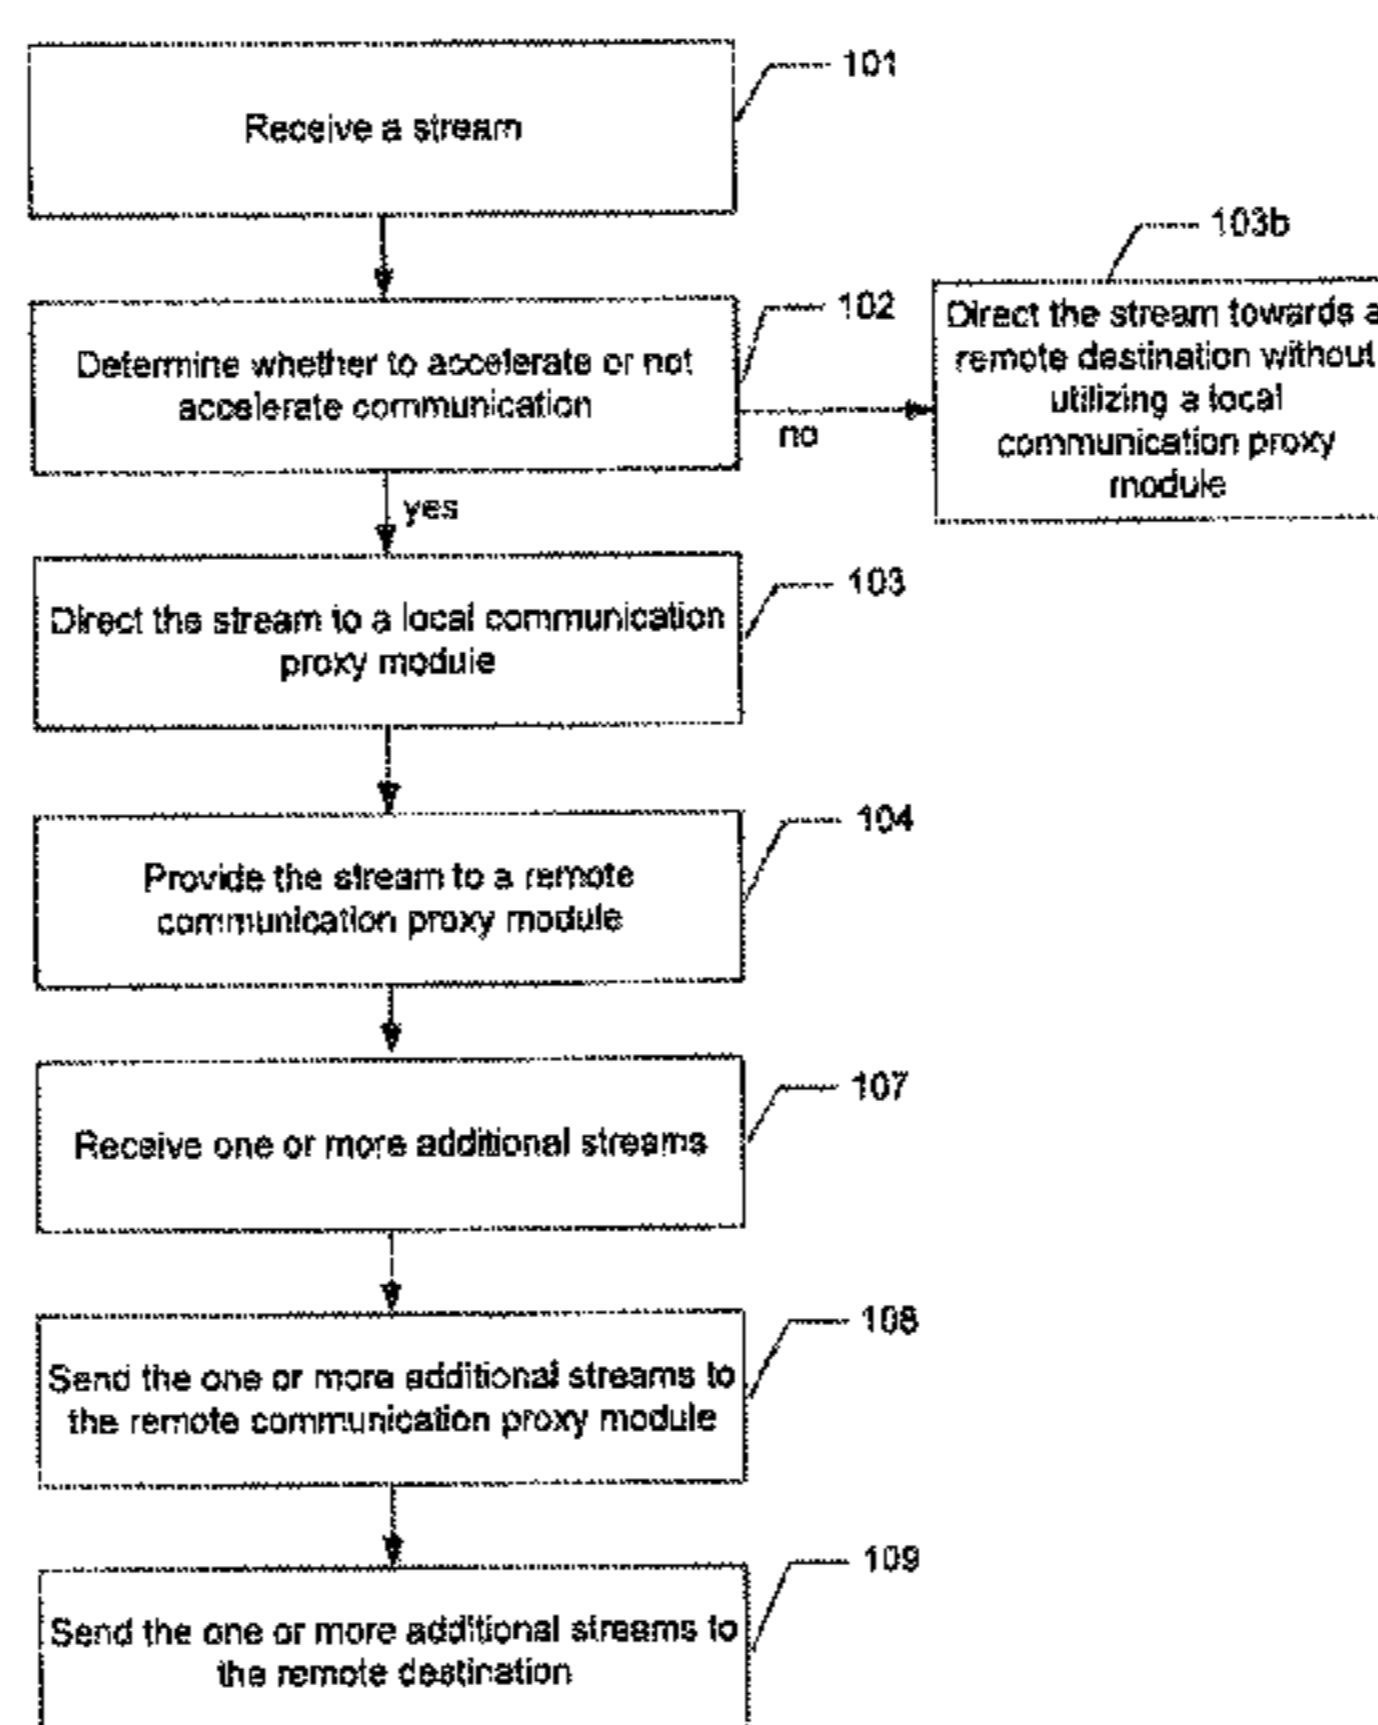 101
Receive a stream
103b
102
Direct the stream towards a
remote destination without
utilizing a local
communication proxy
module
Determine whether to accelerate or not
accelerate communication
no
yes
103
Direct the stream to a local communication
proxy module
104
Provide the stream to a remote
communication proxy module
107
Receive one or more additional streams
108
Send the one or more additional streams to
the remote communication proxy module
109
Send the one or more additional streams to
the remote destination